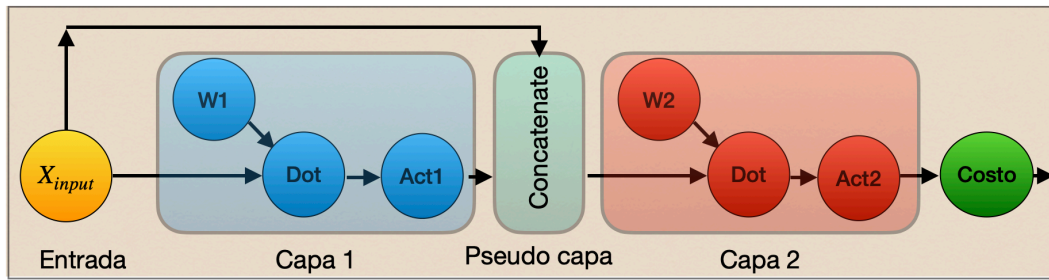 W1
W2
Concatenate
X_input
Dot
Act1
Dot
Act2
Costo
Entrada
Capa 1
Pseudo capa
Capa 2